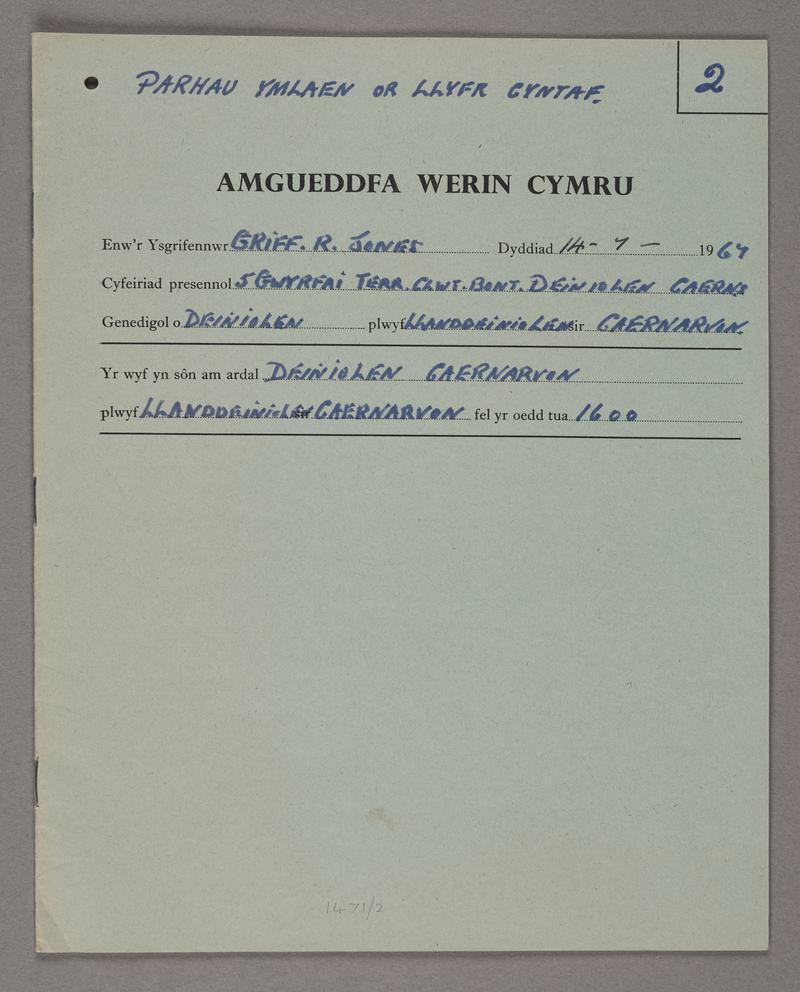 PARHAU YMLAEN OR LLYFR CYNTAF.
2
AMGUEDDFA WERIN CYMRU
Enw'r Ysgrifennwr GRIFF. R. JONES Dyddiad 14 - 7 - 1967
Cyfeiriad presennol 5 GWYRFAI TERR. CLWT. BONT. DEINIOLEN CAERNS
Genedigol o DEINIOLEN plwyf LLANDDEINIOLEN sir CAERNARVON.
Yr wyf yn sôn am ardal DEINIOLEN CAERNARVON
plwyf LLANDDEINIOLEN sir CAERNARVON fel yr oedd tua 1600
1471/2